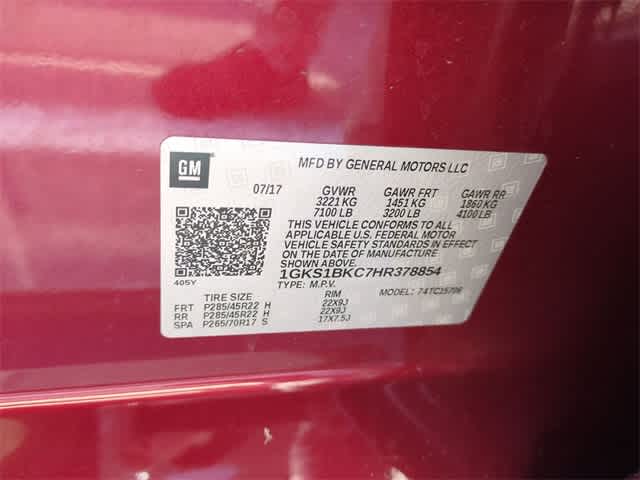 GM
MFD BY GENERAL MOTORS LLC
07/17 GVWR GAWR FRT GAWR RR
3221 KG 1451 KG 1860 KG
7100 LB 3200 LB 4100 LB
THIS VEHICLE CONFORMS TO ALL
APPLICABLE U.S. FEDERAL MOTOR
VEHICLE SAFETY STANDARDS IN EFFECT
ON THE DATE OF MANUFACTURE
SHOWN ABOVE.
1GKS1BKC7HR378854
405Y
TYPE: M.P.V. MODEL: TC15706
TIRE SIZE RIM
FRT P285/45R22 H 22X9J
RR P285/45R22 H 22X9J
SPA P265/70R17 S 17X7.5J